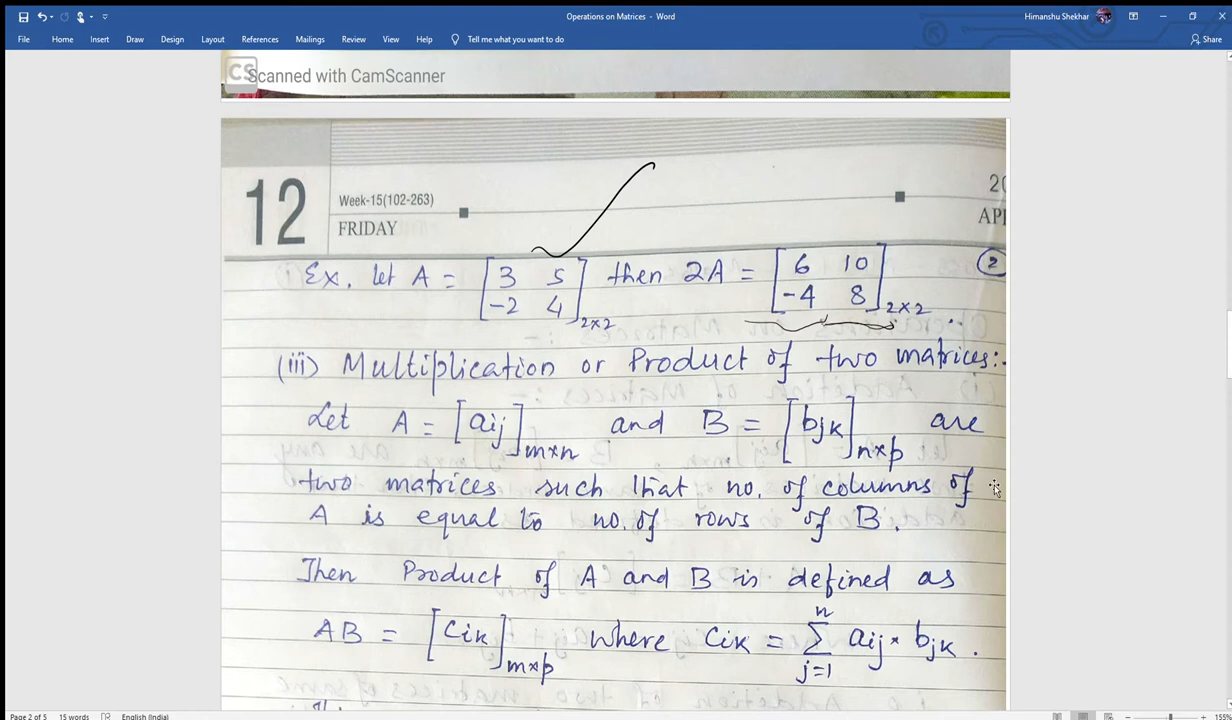 Operations on Matrices - Word
Himanshu Shekhar
File Home Insert Draw Design Layout References Mailings Review View Help Tell me what you want to do
Share
CS Scanned with CamScanner
12
Week-15(102-263)
FRIDAY
20
APR
Ex. let A = [3 5 -2 4]2×2 then 2A = [6 10 -4 8]2×2
2
(iii) Multiplication or Product of two matrices:-
Let A = [aij]m×n and B = [bjk]n×p are
two matrices such that no. of columns of
A is equal to no. of rows of B.
Then Product of A and B is defined as
AB = [Cik]m×p where Cik = n∑j=1 aij × bjk.
Page 2 of 5 15 words English (India)